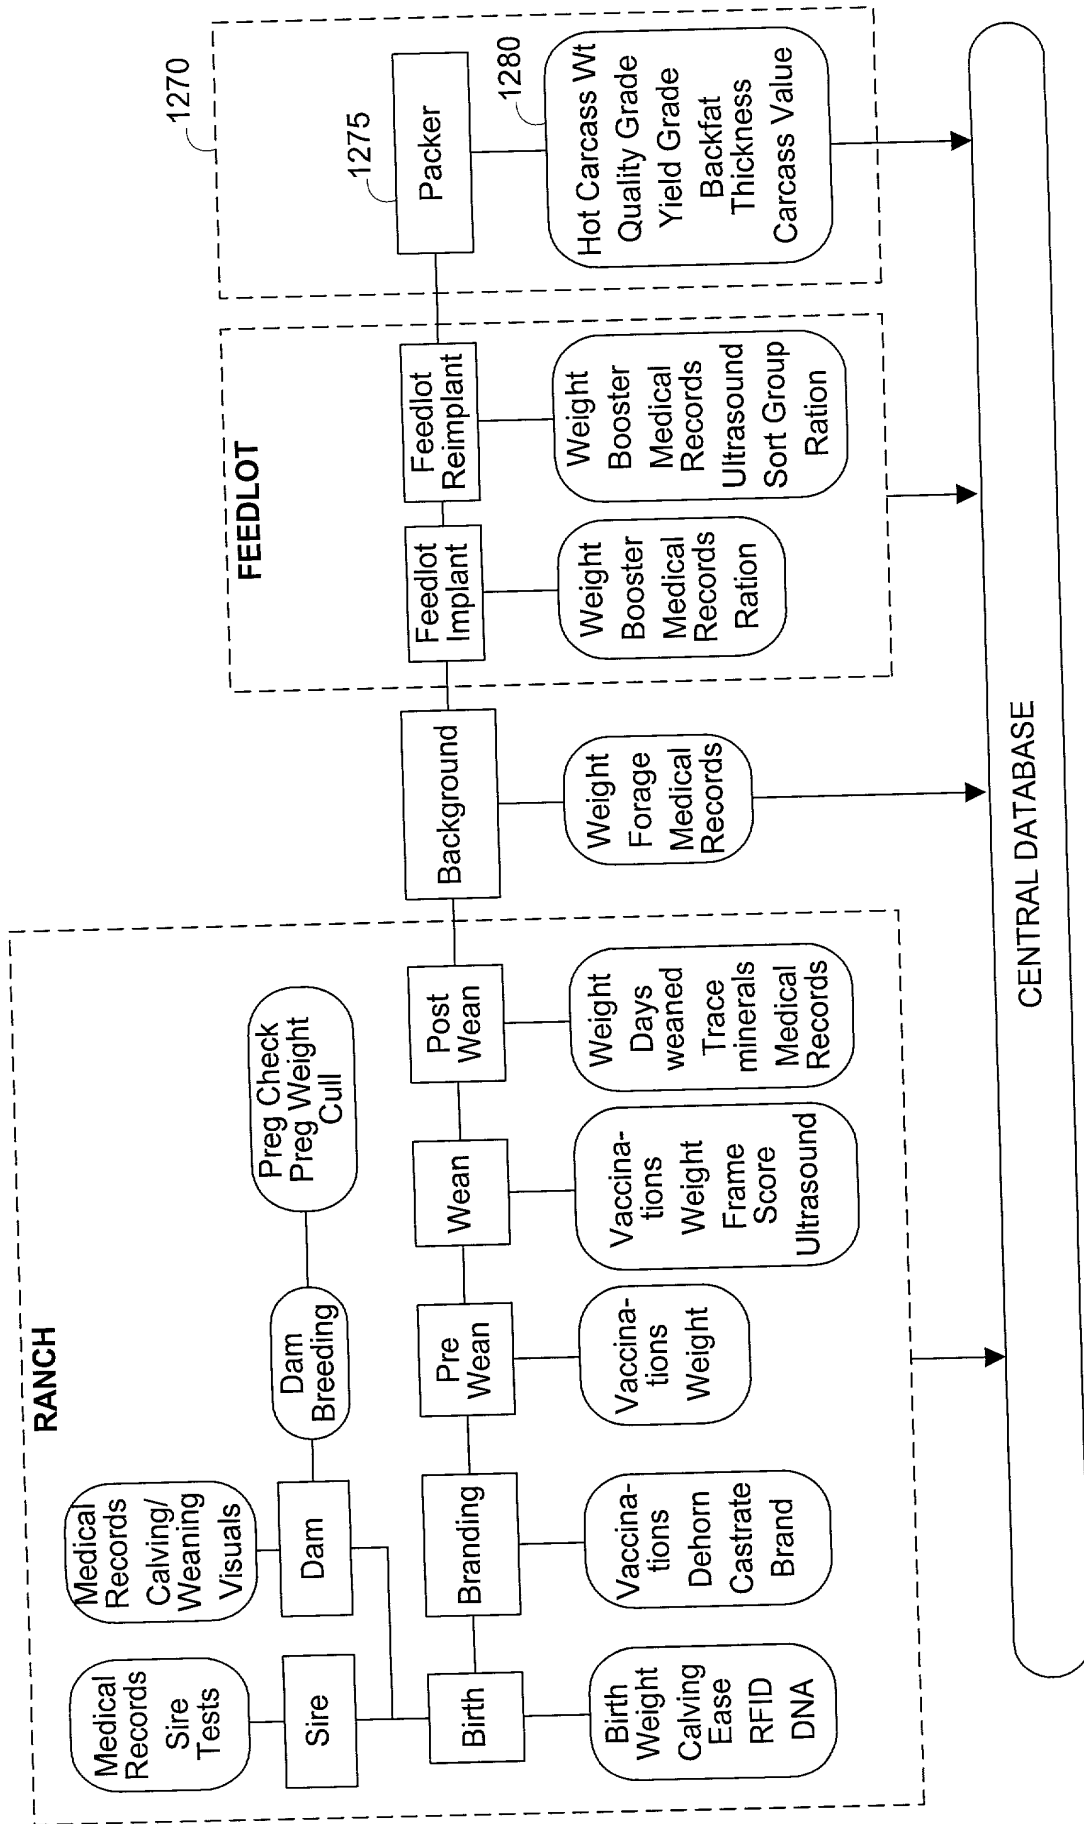 RANCH
Medical
Records
Sire
Tests
Sire
Medical
Records
Calving/
Weaning
Visuals
Dam
Dam
Breeding
Preg Check
Preg Weight
Cull
Birth
Birth
Weight
Calving
Ease
RFID
DNA
Branding
Vaccina-
tions
Dehorn
Castrate
Brand
Pre
Wean
Vaccina-
tions
Weight
Wean
Vaccina-
tions
Weight
Frame
Score
Ultrasound
Post
Wean
Weight
Days
weaned
Trace
minerals
Medical
Records
Background
Weight
Forage
Medical
Records
FEEDLOT
Feedlot
Implant
Weight
Booster
Medical
Records
Ration
Feedlot
Reimplant
Weight
Booster
Medical
Records
Ultrasound
Sort Group
Ration
1270
1275
Packer
1280
Hot Carcass Wt
Quality Grade
Yield Grade
Backfat
Thickness
Carcass Value
CENTRAL DATABASE